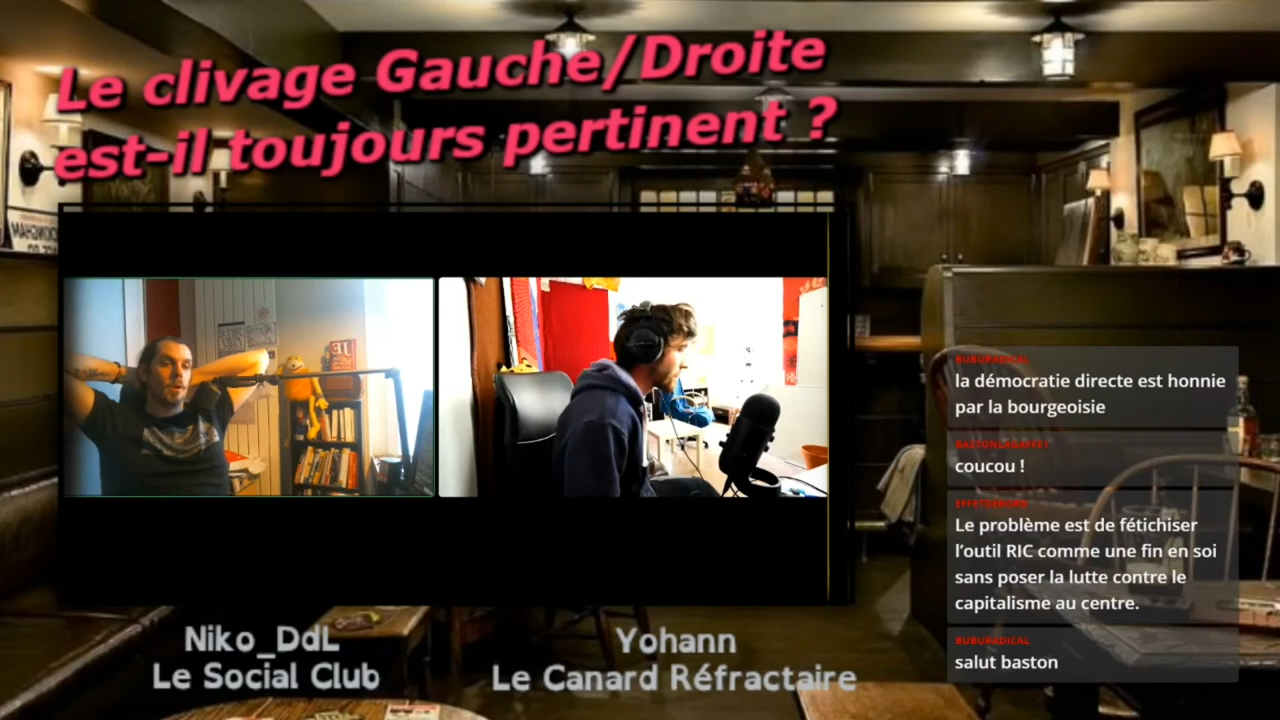 Le clivage Gauche/Droite
est-il toujours pertinent ?
BUBURADICAL
la démocratie directe est honnie
par la bourgeoisie
coucou !
EFFETDEBORD
Le problème est de fétichiser
l'outil RIC comme une fin en soi
sans poser la lutte contre le
capitalisme au centre.
BUBURADICAL
salut baston
Niko_DdL
Le Social Club
Yohann
Le Canard Réfractaire